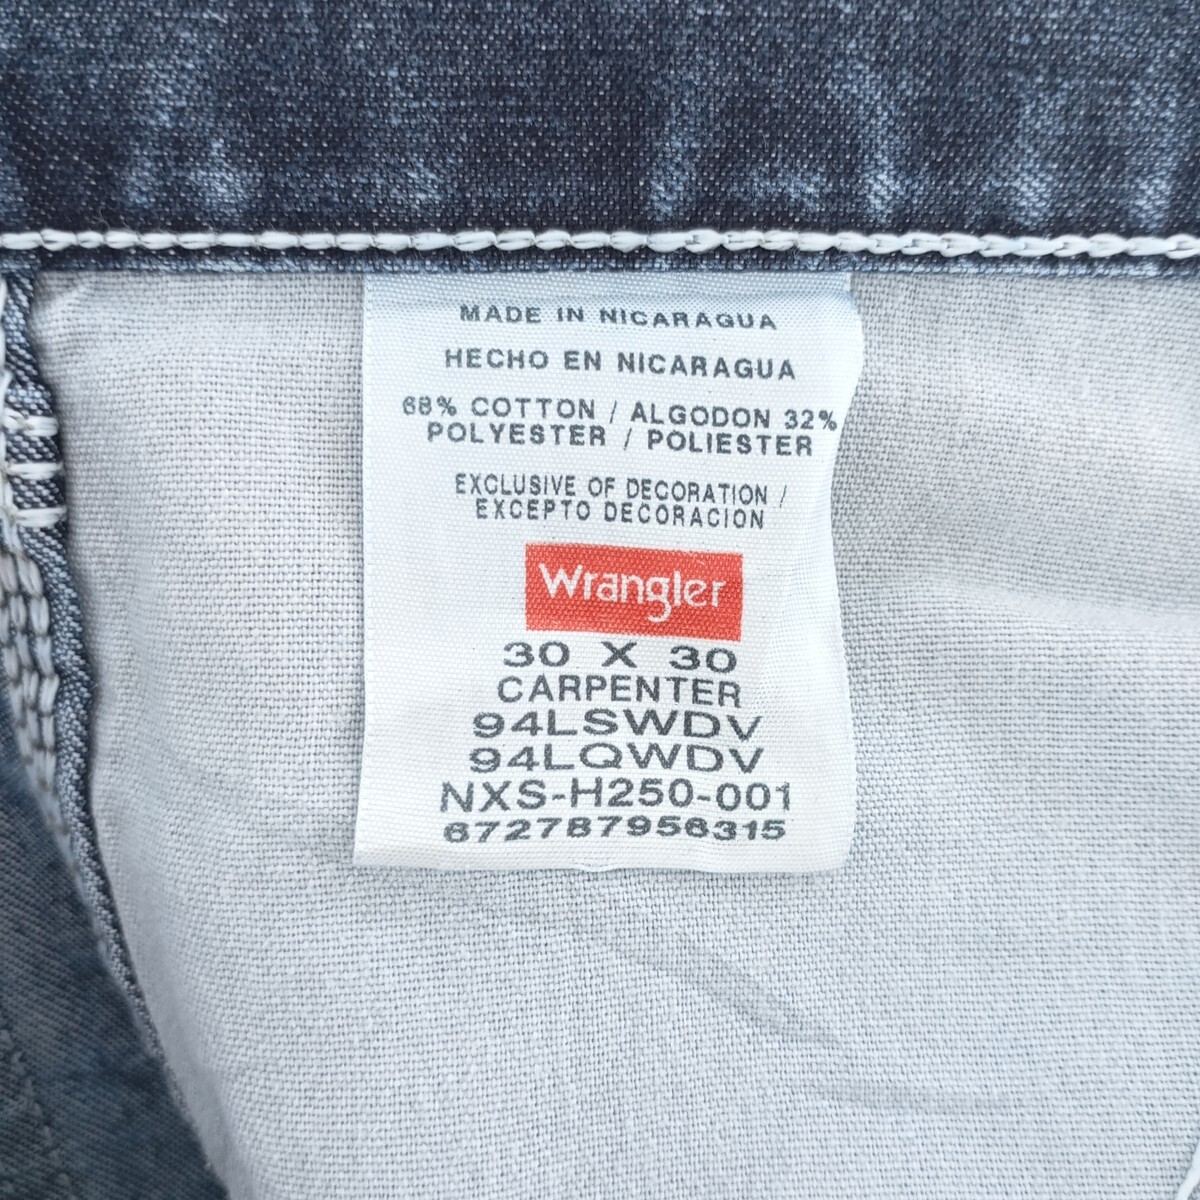 MADE IN NICARAGUA
HECHO EN NICARAGUA
68% COTTON / ALGODON 32%
POLYESTER / POLIESTER
EXCLUSIVE OF DECORATION /
EXCEPTO DECORACION
Wrangler
30 X 30
CARPENTER
94LSWDV
94LQWDV
NXS-H250-001
672787956315